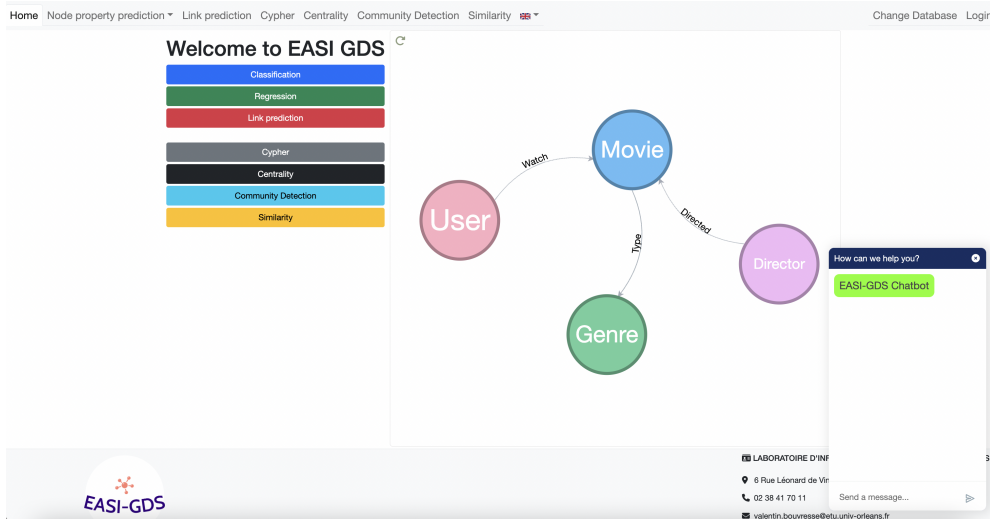 Home Node property prediction Link prediction Cypher Centrality Community Detection Similarity Change Database Login
Welcome to EASI GDS
Classification
Regression
Link prediction
Cypher
Centrality
Community Detection
Similarity
Movie
Watch
User
Directed
Type
Director
Genre
How can we help you?
EASI-GDS Chatbot
Send a message...
EASI-GDS
LABORATOIRE
6 Rue Léonard de
02 38 41 70 11
valentin.bouvresse@etu.univ-orleans.fr